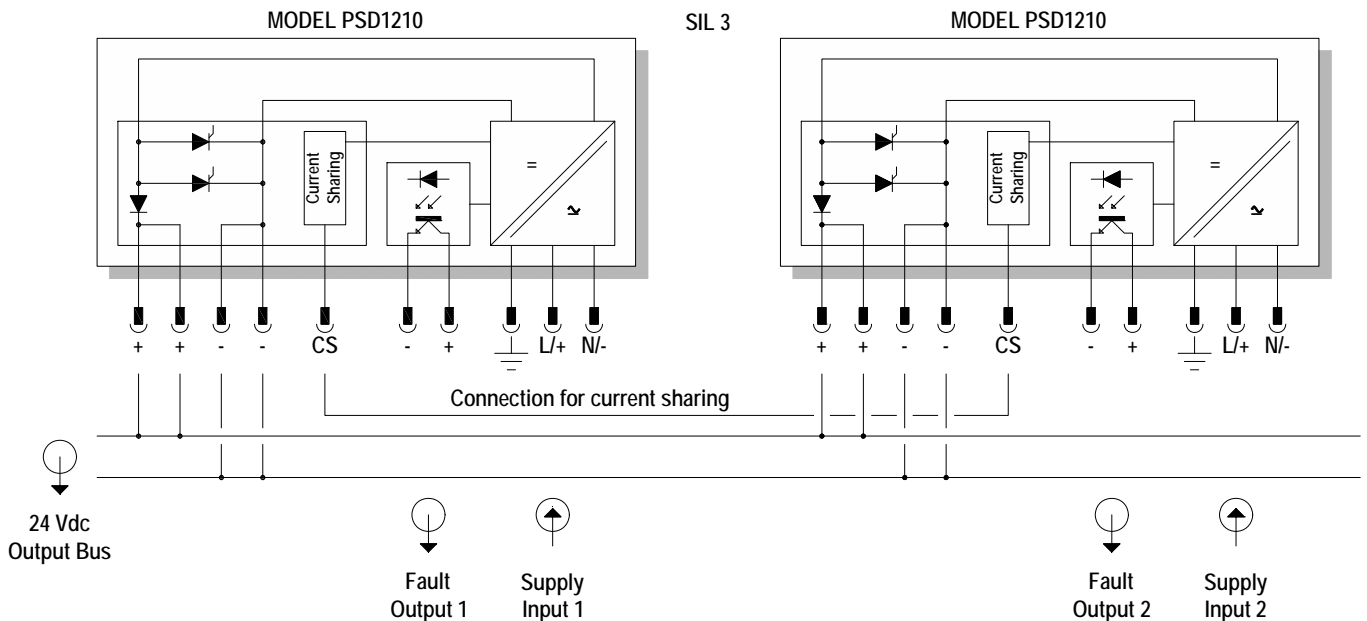 MODEL PSD1210
SIL 3
MODEL PSD1210
Current
Sharing
=
~
Current
Sharing
=
~
+ + - - CS - + L/+ N/-
+ + - - CS - + L/+ N/-
Connection for current sharing
24 Vdc
Output Bus
Fault
Output 1
Supply
Input 1
Fault
Output 2
Supply
Input 2